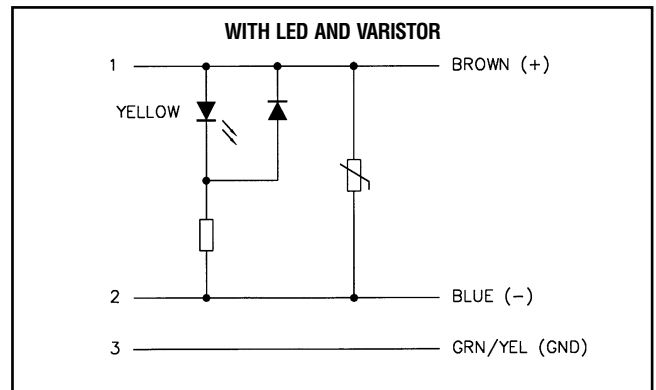 WITH LED AND VARISTOR
1 BROWN (+)
YELLOW
2 BLUE (−)
3 GRN/YEL (GND)